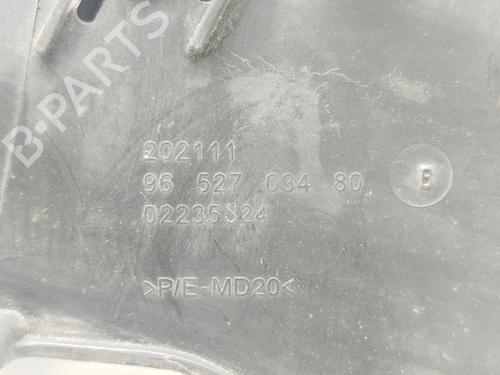 B-PARTS
202111
96 527 034 80
B
02235S24
>P/E-MD20<